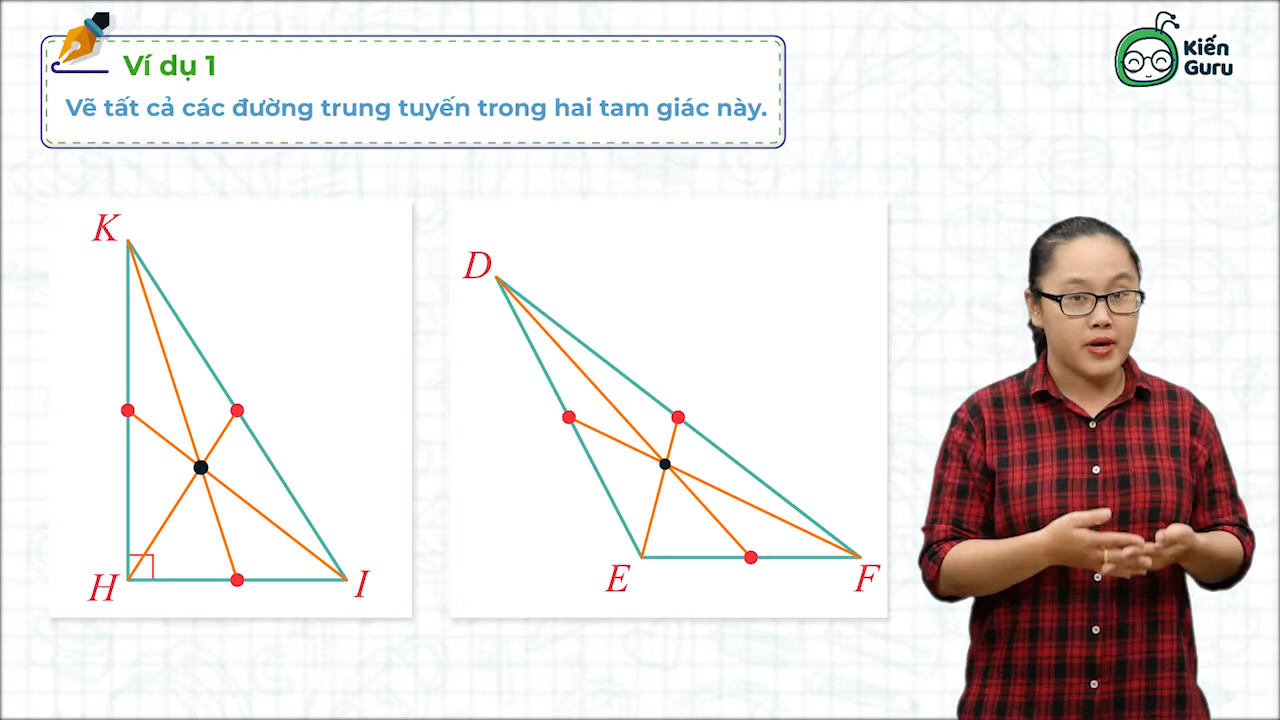 Ví dụ 1
Vẽ tất cả các đường trung tuyến trong hai tam giác này.
Kiến
Guru
K
H
I
D
E
F